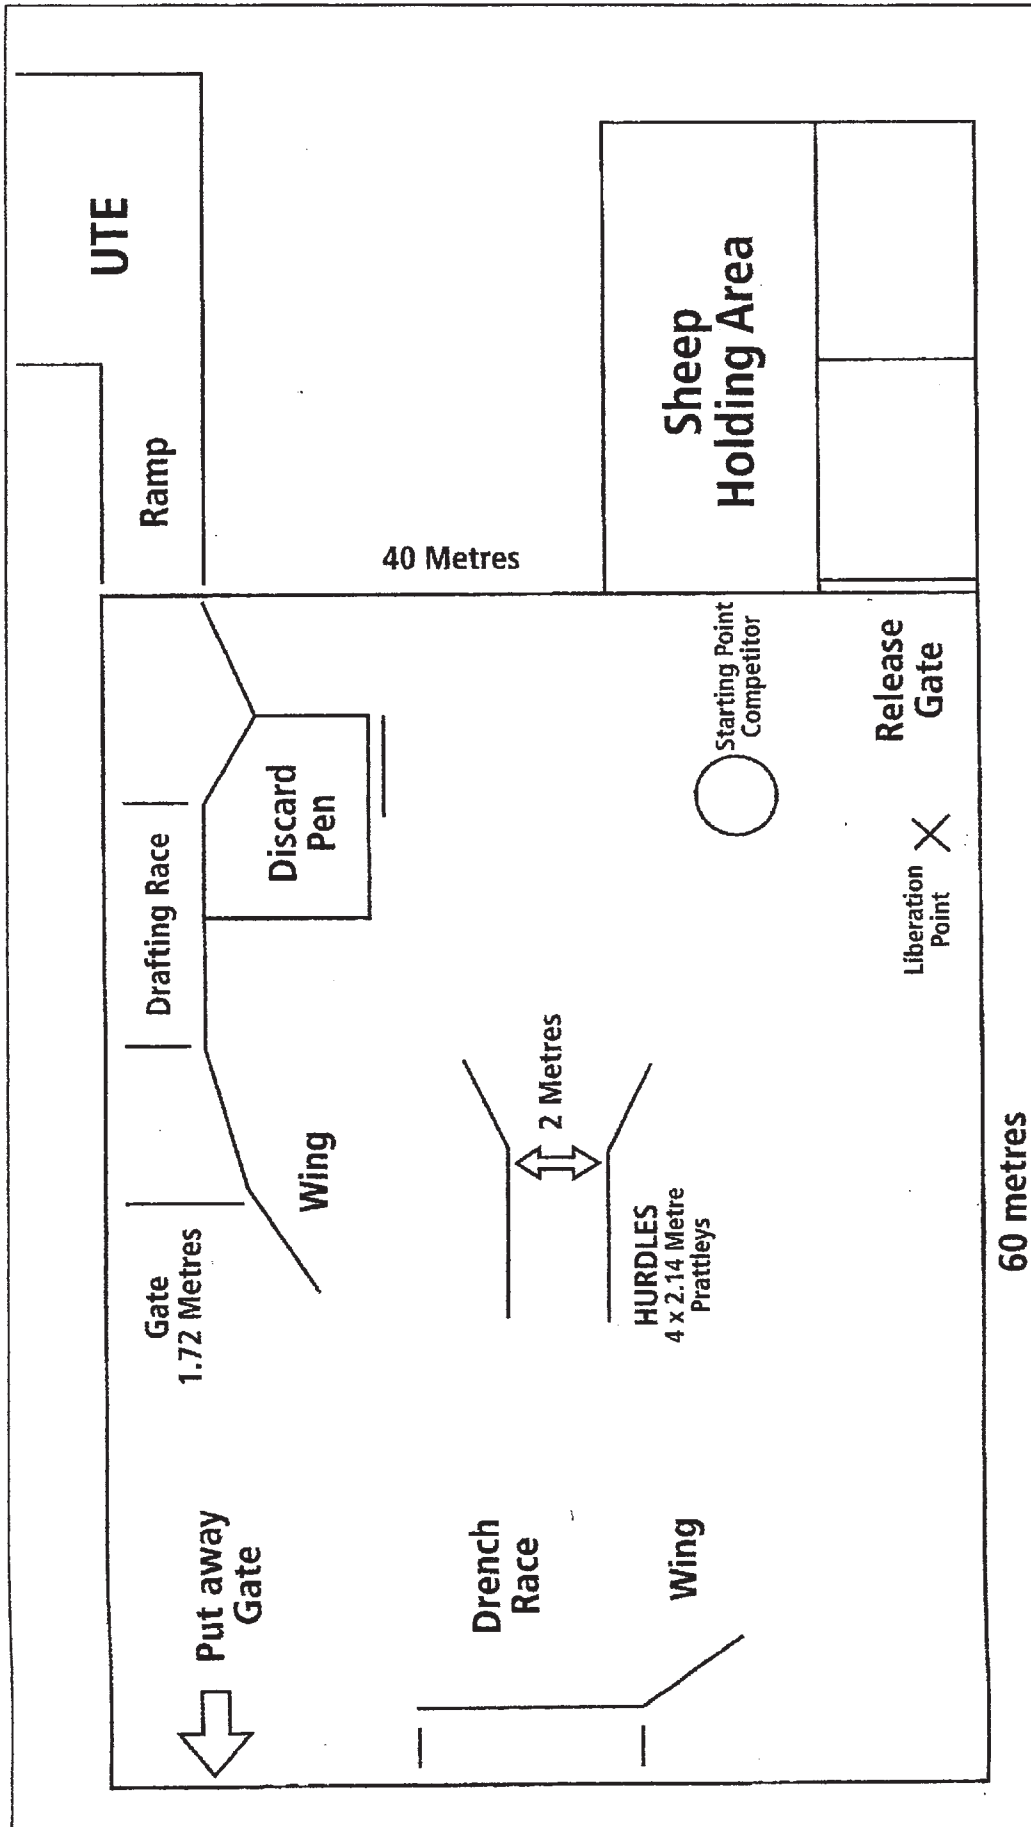 UTE
Ramp
Sheep
Holding Area
40 Metres
Drafting Race
Discard
Pen
Starting Point
Competitor
Release
Gate
Liberation
Point
Wing
2 Metres
Gate
1.72 Metres
HURDLES
4 x 2.14 Metre
Prattleys
60 metres
Put away
Gate
Drench
Race
Wing